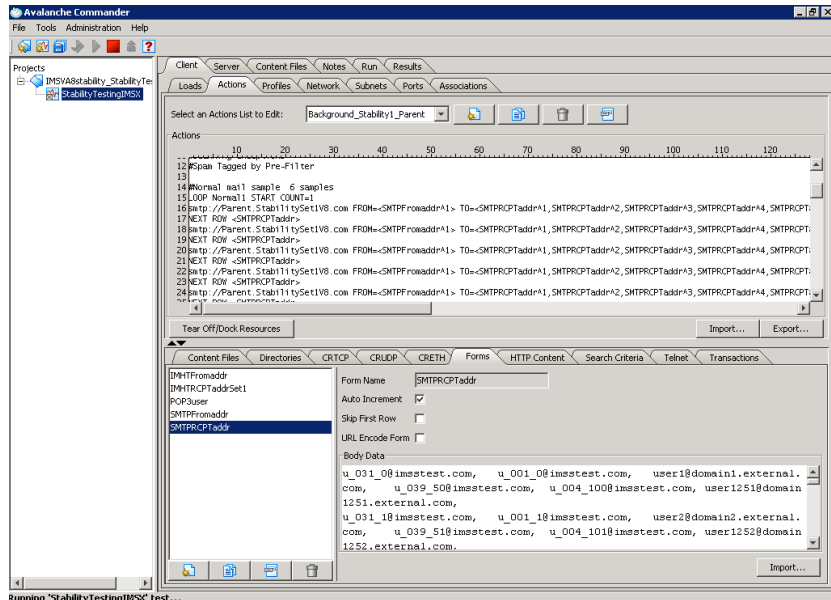 Avalanche Commander
File Tools Administration Help
Projects
IMSVA8stability_StabilityTe
StabilityTestingIMSX
Client Server Content Files Notes Run Results
Loads Actions Profiles Network Subnets Ports Associations
Select an Actions List to Edit: Background_Stability1_Parent
Actions
10 20 30 40 50 60 70 80 90 100 110 120
12 #Spam Tagged by Pre-Filter
13
14 #Normal mail sample 6 samples
15 LOOP Normal1 START COUNT=1
16 smtp://Parent.StabilitySet1V8.com FROM=<SMTPFromaddr^1> TO=<SMTPRCPTaddr^1,SMTPRCPTaddr^2,SMTPRCPTaddr^3,SMTPRCPTaddr^4,SMTPRCPT
17 NEXT ROW <SMTPRCPTaddr>
18 smtp://Parent.StabilitySet1V8.com FROM=<SMTPFromaddr^1> TO=<SMTPRCPTaddr^1,SMTPRCPTaddr^2,SMTPRCPTaddr^3,SMTPRCPTaddr^4,SMTPRCPT
19 NEXT ROW <SMTPRCPTaddr>
20 smtp://Parent.StabilitySet1V8.com FROM=<SMTPFromaddr^1> TO=<SMTPRCPTaddr^1,SMTPRCPTaddr^2,SMTPRCPTaddr^3,SMTPRCPTaddr^4,SMTPRCPT
21 NEXT ROW <SMTPRCPTaddr>
22 smtp://Parent.StabilitySet1V8.com FROM=<SMTPFromaddr^1> TO=<SMTPRCPTaddr^1,SMTPRCPTaddr^2,SMTPRCPTaddr^3,SMTPRCPTaddr^4,SMTPRCPT
23 NEXT ROW <SMTPRCPTaddr>
24 smtp://Parent.StabilitySet1V8.com FROM=<SMTPFromaddr^1> TO=<SMTPRCPTaddr^1,SMTPRCPTaddr^2,SMTPRCPTaddr^3,SMTPRCPTaddr^4,SMTPRCPT
Tear Off/Dock Resources Import... Export...
Content Files Directories CRTCP CRUDP CRETH Forms HTTP Content Search Criteria Telnet Transactions
IMHTFromaddr
IMHTRCPTaddrSet1
POP3user
SMTPFromaddr
SMTPRCPTaddr
Form Name SMTPRCPTaddr
Auto Increment
Skip First Row
URL Encode Form
Body Data
u_031_0@imsstest.com, u_001_0@imsstest.com, user1@domain1.external.
com, u_039_50@imsstest.com, u_004_100@imsstest.com, user1251@domain
1251.external.com,
u_031_1@imsstest.com, u_001_1@imsstest.com, user2@domain2.external.
com, u_039_51@imsstest.com, u_004_101@imsstest.com, user1252@domain
1252.external.com.
Import...
Running 'StabilityTestingIMSX' test...